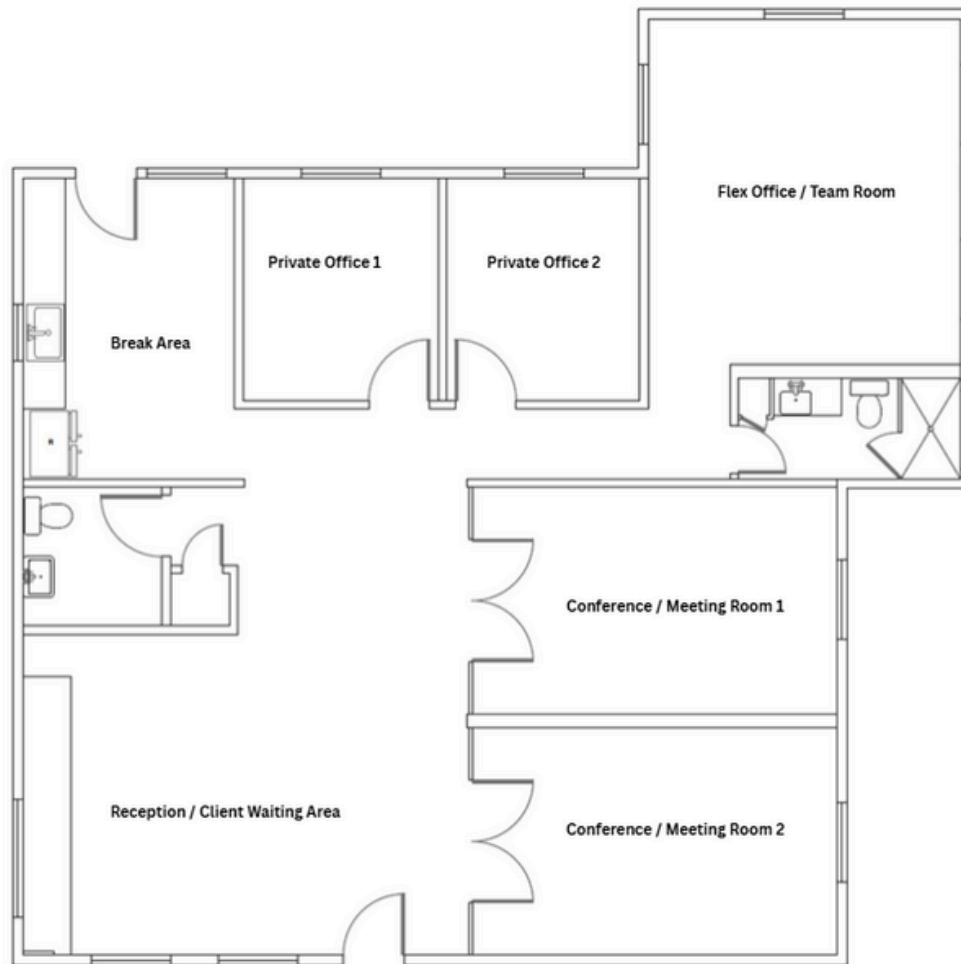 Flex Office / Team Room
Private Office 1
Private Office 2
Break Area
R
Conference / Meeting Room 1
Reception / Client Waiting Area
Conference / Meeting Room 2